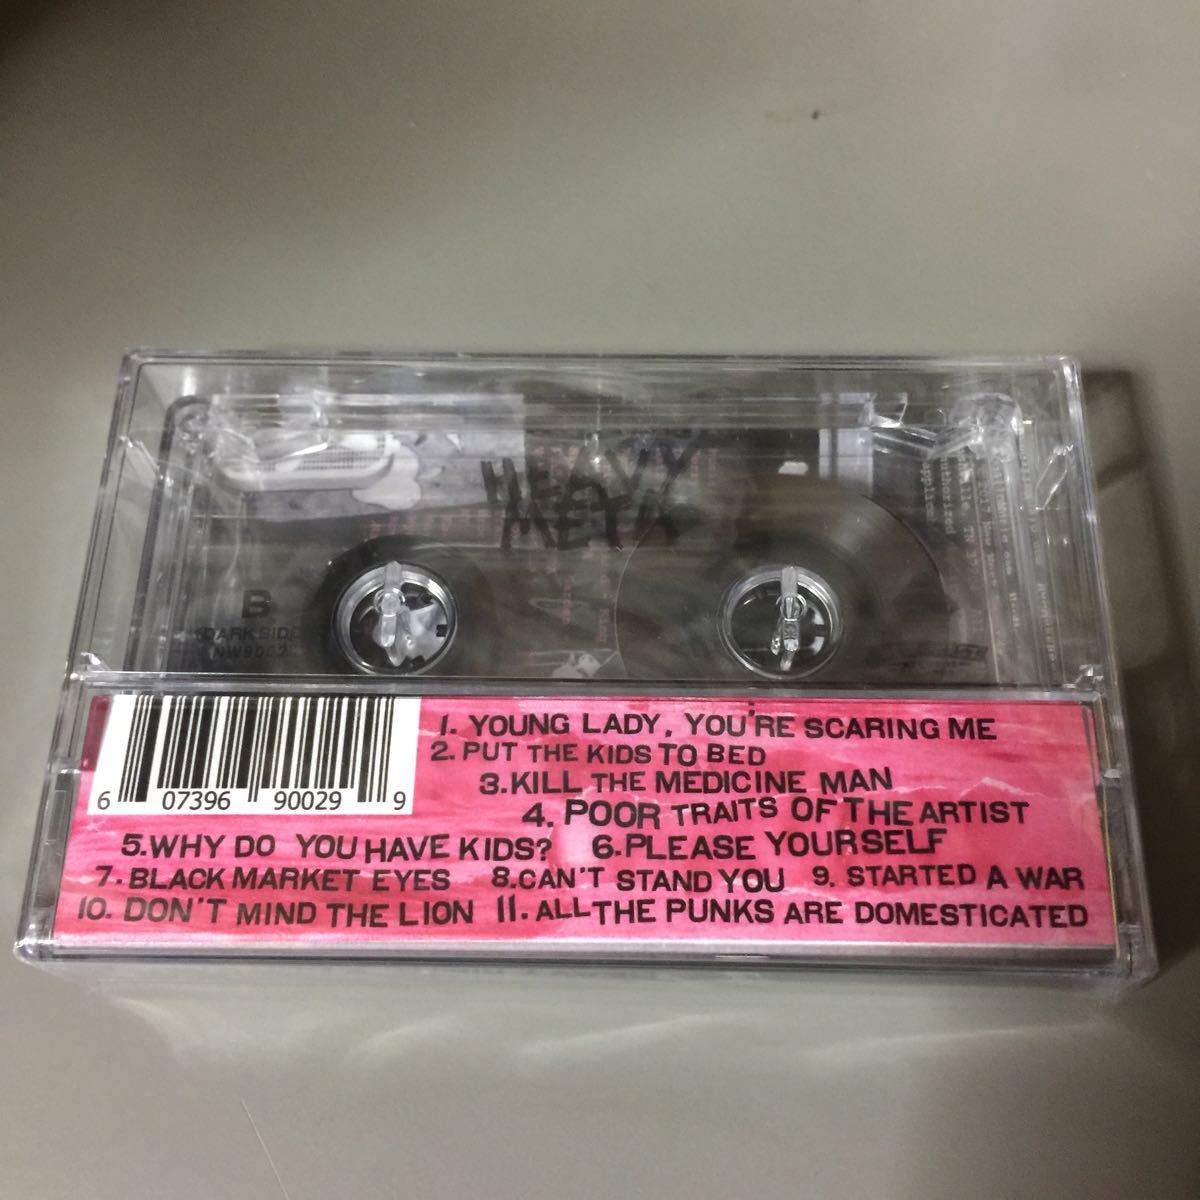 HEAVY
META
B
DARK SIDE
NW9002
1. YOUNG LADY, YOU'RE SCARING ME
2. PUT THE KIDS TO BED
3. KILL THE MEDICINE MAN
4. POOR TRAITS OF THE ARTIST
5. WHY DO YOU HAVE KIDS? 6. PLEASE YOURSELF
7. BLACK MARKET EYES 8. CAN'T STAND YOU 9. STARTED A WAR
10. DON'T MIND THE LION 11. ALL THE PUNKS ARE DOMESTICATED
6 07396 90029 9